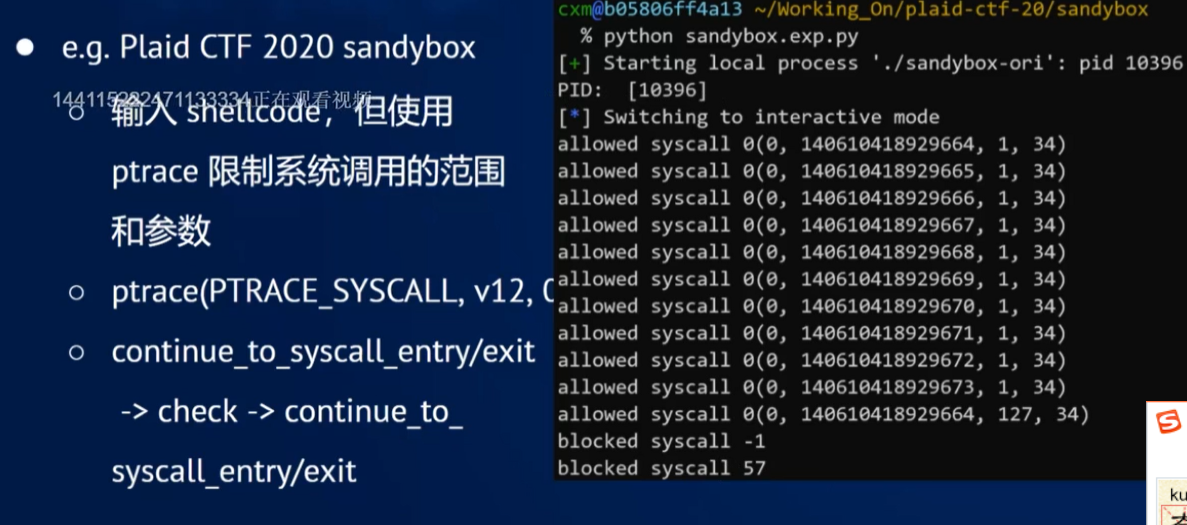 e.g. Plaid CTF 2020 sandybox
144115222471133334正在观看视频
输入 shellcode，但使用
ptrace 限制系统调用的范围
和参数
ptrace(PTRACE_SYSCALL, v12, 0
continue_to_syscall_entry/exit
-> check -> continue_to_
syscall_entry/exit
cxm@b05806ff4a13 ~/Working_On/plaid-ctf-20/sandybox
% python sandybox.exp.py
[+] Starting local process './sandybox-ori': pid 10396
PID:  [10396]
[*] Switching to interactive mode
allowed syscall 0(0, 140610418929664, 1, 34)
allowed syscall 0(0, 140610418929665, 1, 34)
allowed syscall 0(0, 140610418929666, 1, 34)
allowed syscall 0(0, 140610418929667, 1, 34)
allowed syscall 0(0, 140610418929668, 1, 34)
allowed syscall 0(0, 140610418929669, 1, 34)
allowed syscall 0(0, 140610418929670, 1, 34)
allowed syscall 0(0, 140610418929671, 1, 34)
allowed syscall 0(0, 140610418929672, 1, 34)
allowed syscall 0(0, 140610418929673, 1, 34)
allowed syscall 0(0, 140610418929664, 127, 34)
blocked syscall -1
blocked syscall 57
ku